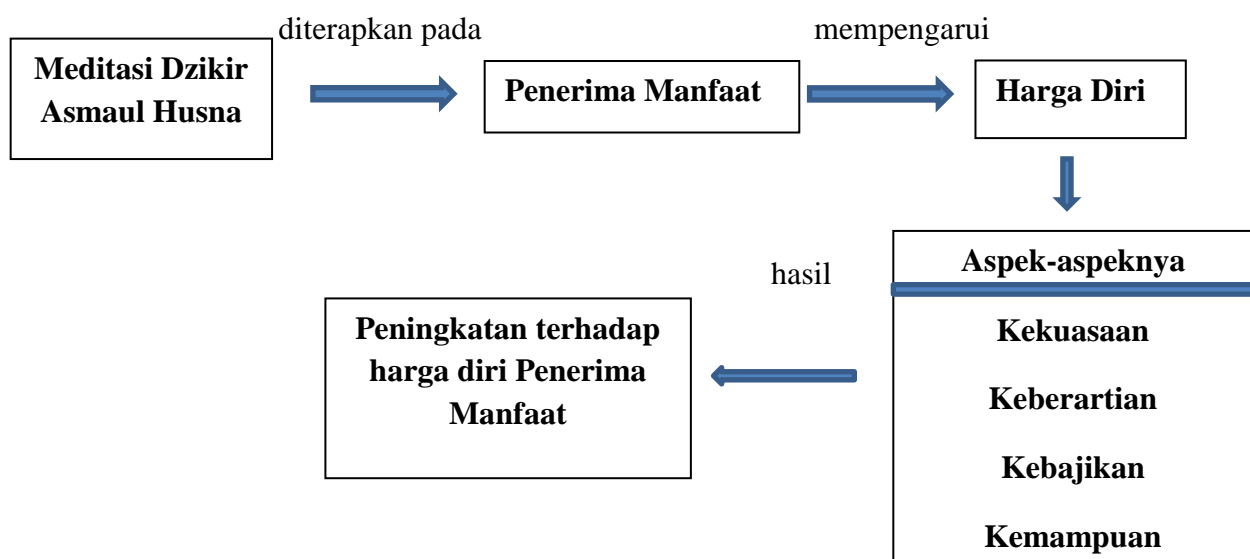 diterapkan pada
mempengarui
Meditasi Dzikir
Asmaul Husna
Penerima Manfaat
Harga Diri
Aspek-aspeknya
Kekuasaan
Keberartian
Kebajikan
Kemampuan
hasil
Peningkatan terhadap
harga diri Penerima
Manfaat